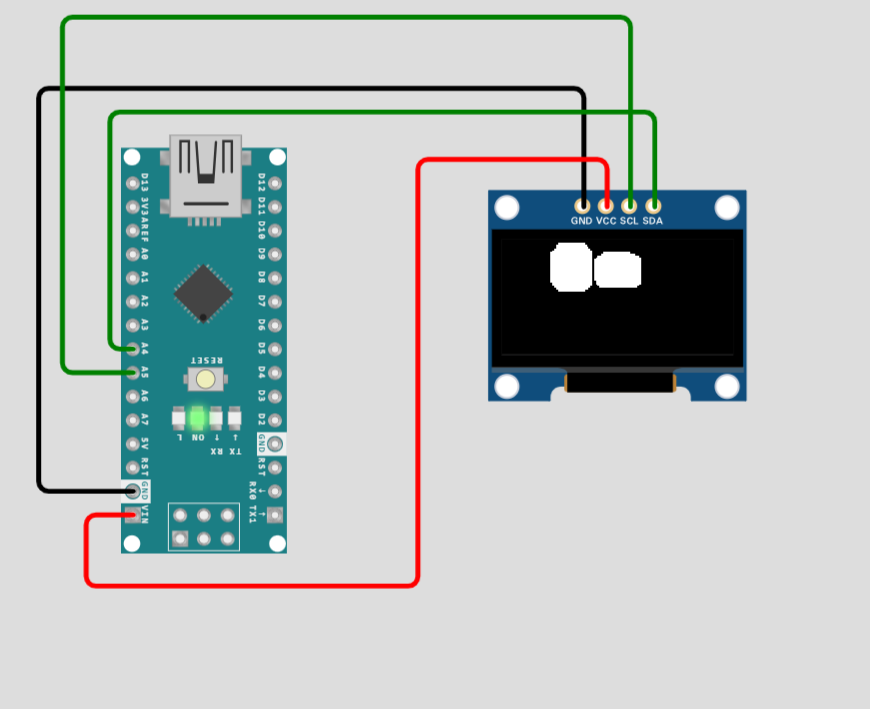 GND VCC SCL SDA
D13
3V3
AREF
A0
A1
A2
A3
A4
A5
A6
A7
5V
RST
GND
VIN
D12
D11
D10
D9
D8
D7
D6
D5
D4
D3
D2
GND
RST
RX0 ↓
TX1 ↑
RESET
L ON ↑ ↓
RX TX